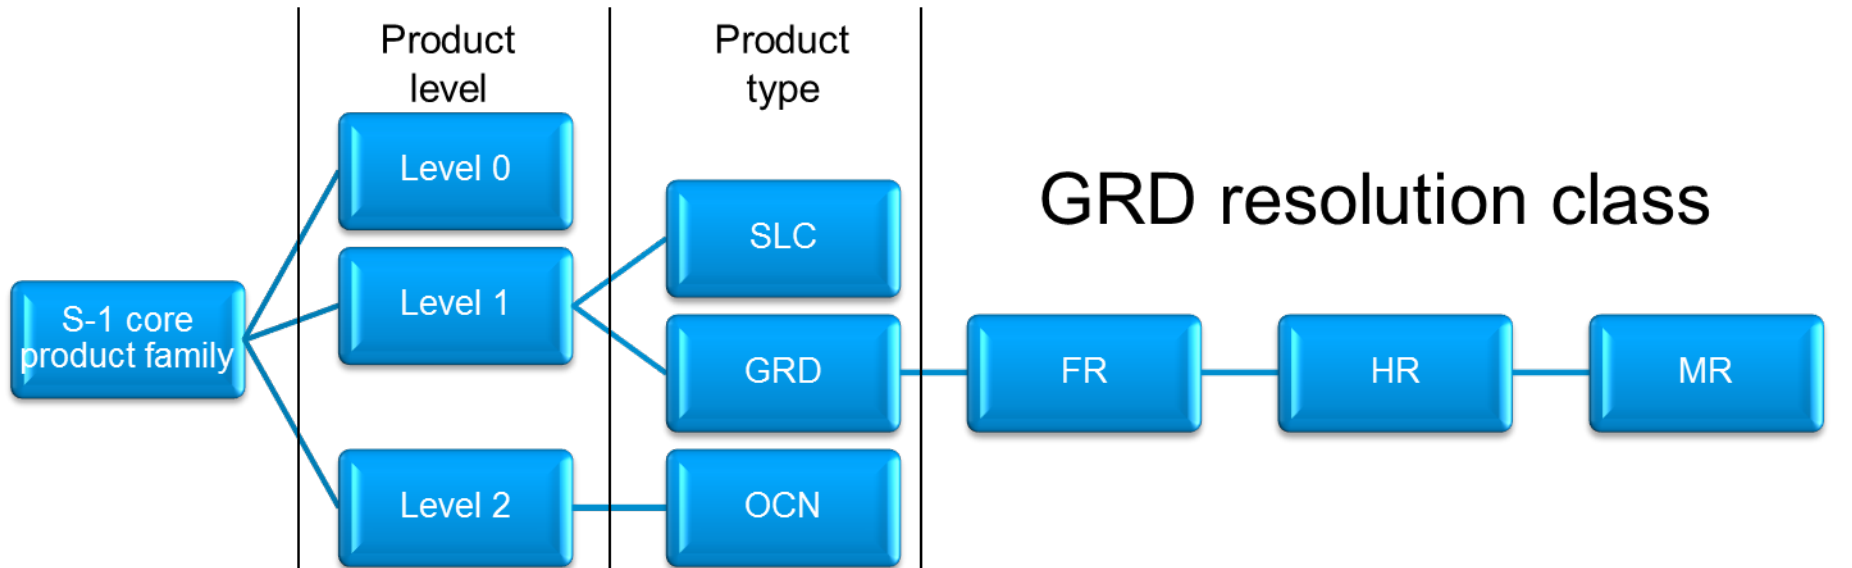 Product
level
Product
type
Level 0
SLC
GRD resolution class
Level 1
S-1 core
product family
GRD
FR
HR
MR
Level 2
OCN